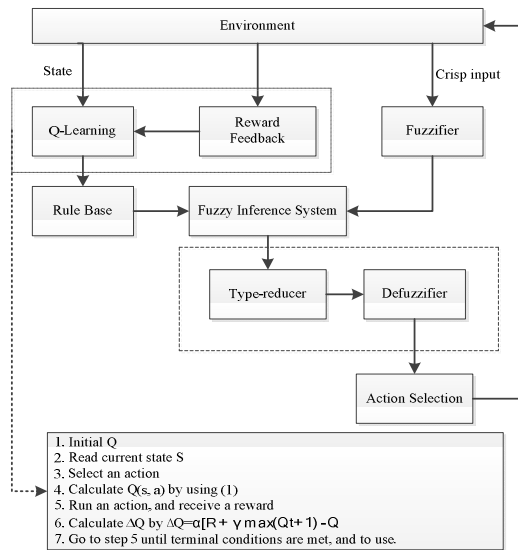 Environment
State
Crisp input
Q-Learning
Reward
Feedback
Fuzzifier
Rule Base
Fuzzy Inference System
Type-reducer
Defuzzifier
Action Selection
1. Initial Q
2. Read current state S
3. Select an action
4. Calculate Q(s, a) by using (1)
5. Run an action, and receive a reward
6. Calculate ΔQ by ΔQ=α[R+ γ max(Qt+1) -Q
7. Go to step 5 until terminal conditions are met, and to use.